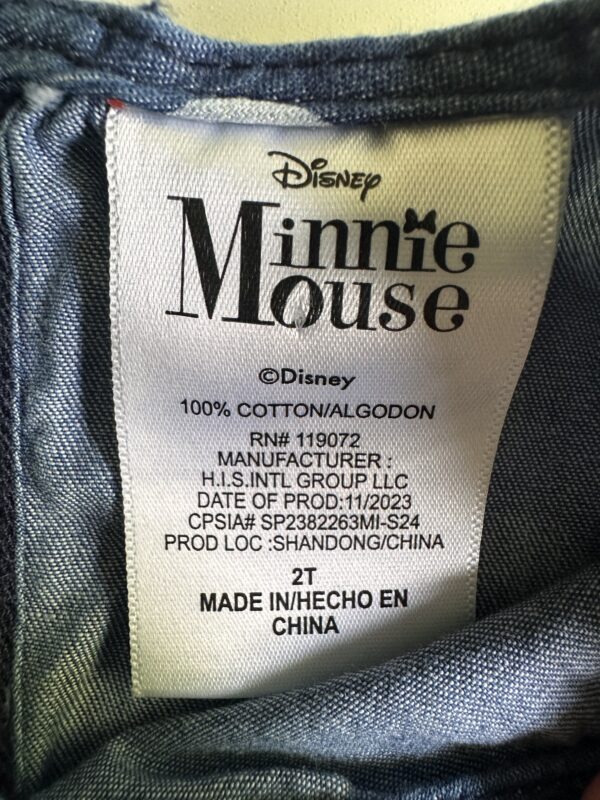 Disney
Minnie
Mouse
©Disney
100% COTTON/ALGODON
RN# 119072
MANUFACTURER :
H.I.S.INTL GROUP LLC
DATE OF PROD:11/2023
CPSIA# SP2382263MI-S24
PROD LOC :SHANDONG/CHINA
2T
MADE IN/HECHO EN
CHINA